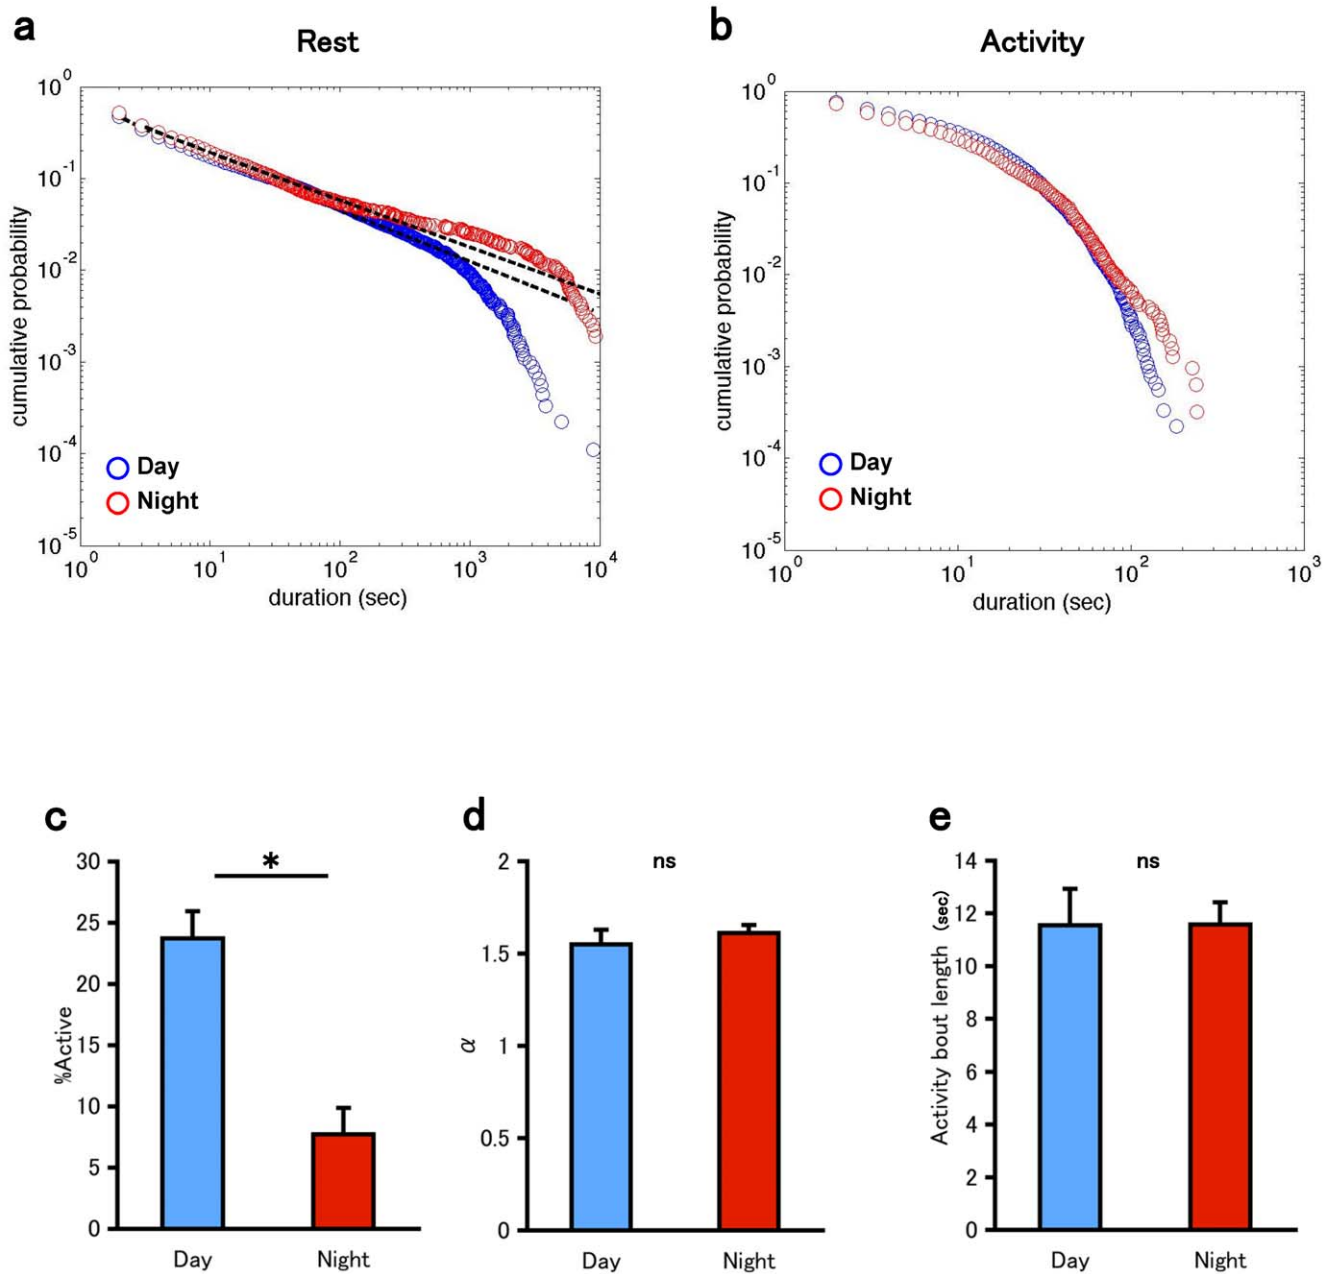 a
Rest
cumulative probability
10^0
10^-1
10^-2
10^-3
10^-4
10^-5
Day
Night
10^0 10^1 10^2 10^3 10^4
duration (sec)
b
Activity
cumulative probability
10^0
10^-1
10^-2
10^-3
10^-4
10^-5
Day
Night
10^0 10^1 10^2 10^3
duration (sec)
c
%Active
30
25
20
15
10
5
0
*
Day Night
d
α
2
1.5
1
0.5
0
ns
Day Night
e
Activity bout length (sec)
14
12
10
8
6
4
2
0
ns
Day Night